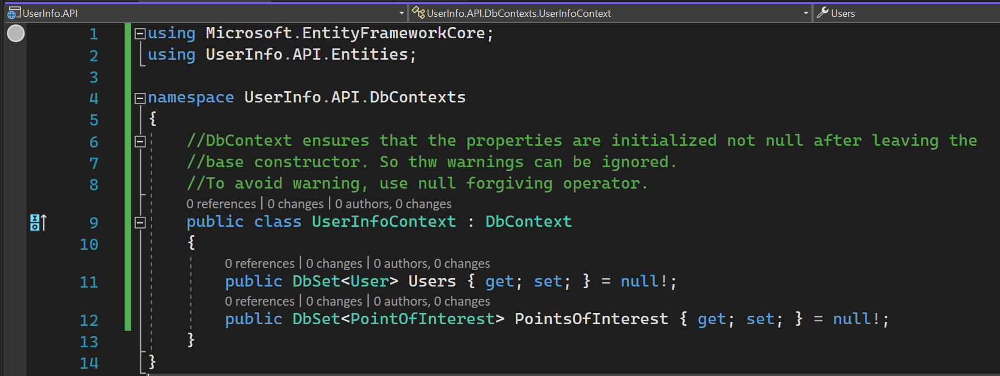 UserInfo.API UserInfo.API.DbContexts.UserInfoContext Users
1 using Microsoft.EntityFrameworkCore;
2 using UserInfo.API.Entities;
3
4 namespace UserInfo.API.DbContexts
5 {
6 //DbContext ensures that the properties are initialized not null after leaving the
7 //base constructor. So thw warnings can be ignored.
8 //To avoid warning, use null forgiving operator.
0 references | 0 changes | 0 authors, 0 changes
9 public class UserInfoContext : DbContext
10 {
0 references | 0 changes | 0 authors, 0 changes
11 public DbSet<User> Users { get; set; } = null!;
0 references | 0 changes | 0 authors, 0 changes
12 public DbSet<PointOfInterest> PointsOfInterest { get; set; } = null!;
13 }
14 }